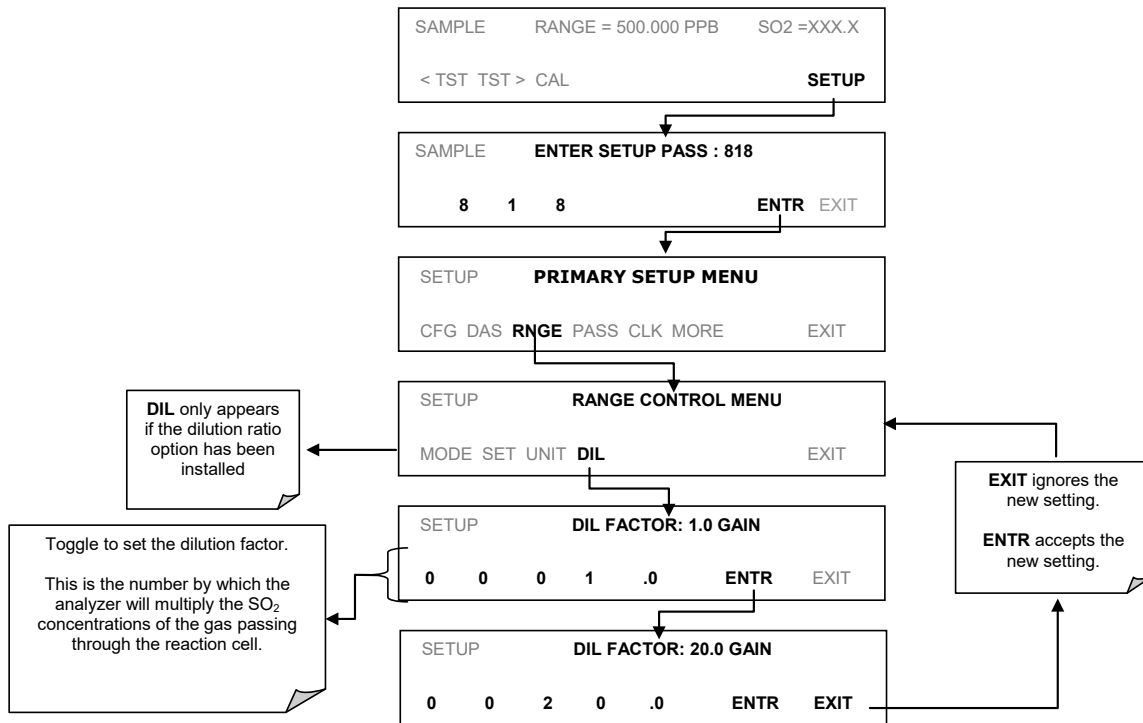 SAMPLE RANGE = 500.000 PPB SO2 =XXX.X
< TST TST > CAL SETUP
SAMPLE ENTER SETUP PASS : 818
8 1 8 ENTR EXIT
SETUP PRIMARY SETUP MENU
CFG DAS RNGE PASS CLK MORE EXIT
SETUP RANGE CONTROL MENU
MODE SET UNIT DIL EXIT
DIL only appears
if the dilution ratio
option has been
installed
EXIT ignores the
new setting.
ENTR accepts the
new setting.
SETUP DIL FACTOR: 1.0 GAIN
0 0 0 1 .0 ENTR EXIT
Toggle to set the dilution factor.
This is the number by which the
analyzer will multiply the SO₂
concentrations of the gas passing
through the reaction cell.
SETUP DIL FACTOR: 20.0 GAIN
0 0 2 0 .0 ENTR EXIT